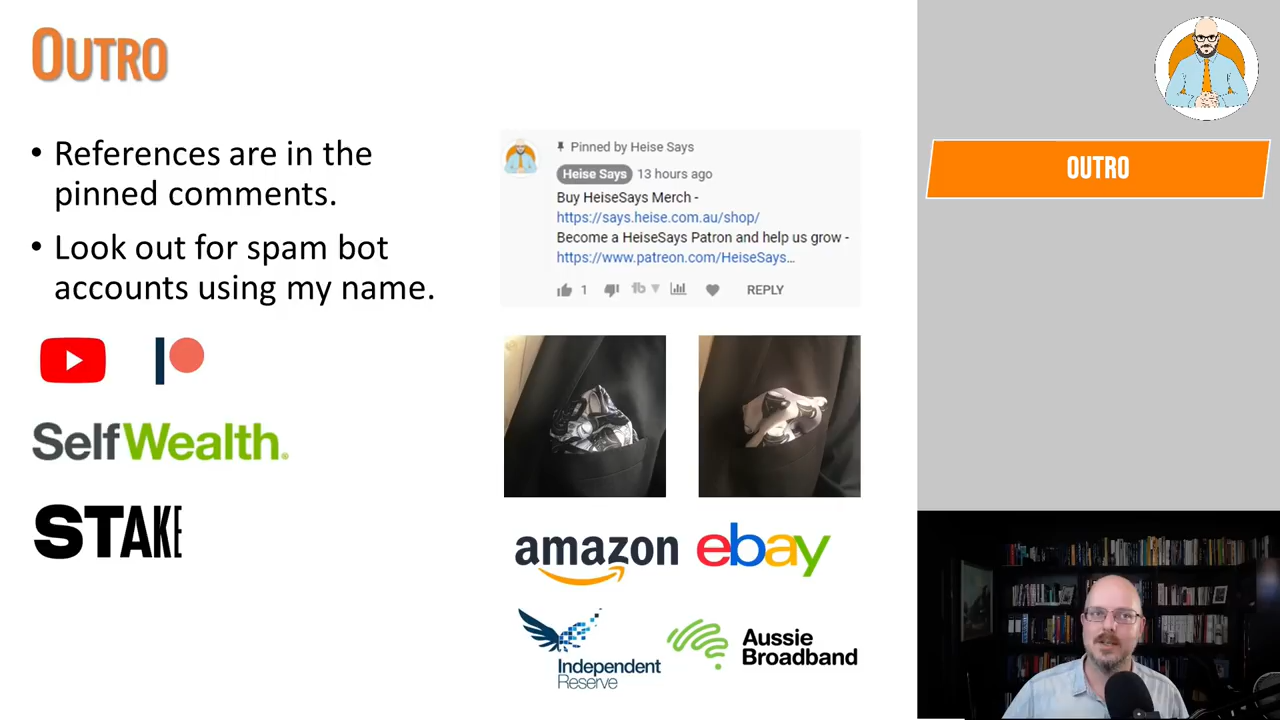 Outro
• References are in the
pinned comments.
• Look out for spam bot
accounts using my name.
SelfWealth.
STAKE
Pinned by Heise Says
Heise Says 13 hours ago
Buy HeiseSays Merch -
https://says.heise.com.au/shop/
Become a HeiseSays Patron and help us grow -
https://www.patreon.com/HeiseSays...
1 tb REPLY
amazon ebay
Independent
Reserve
Aussie
Broadband
OUTRO